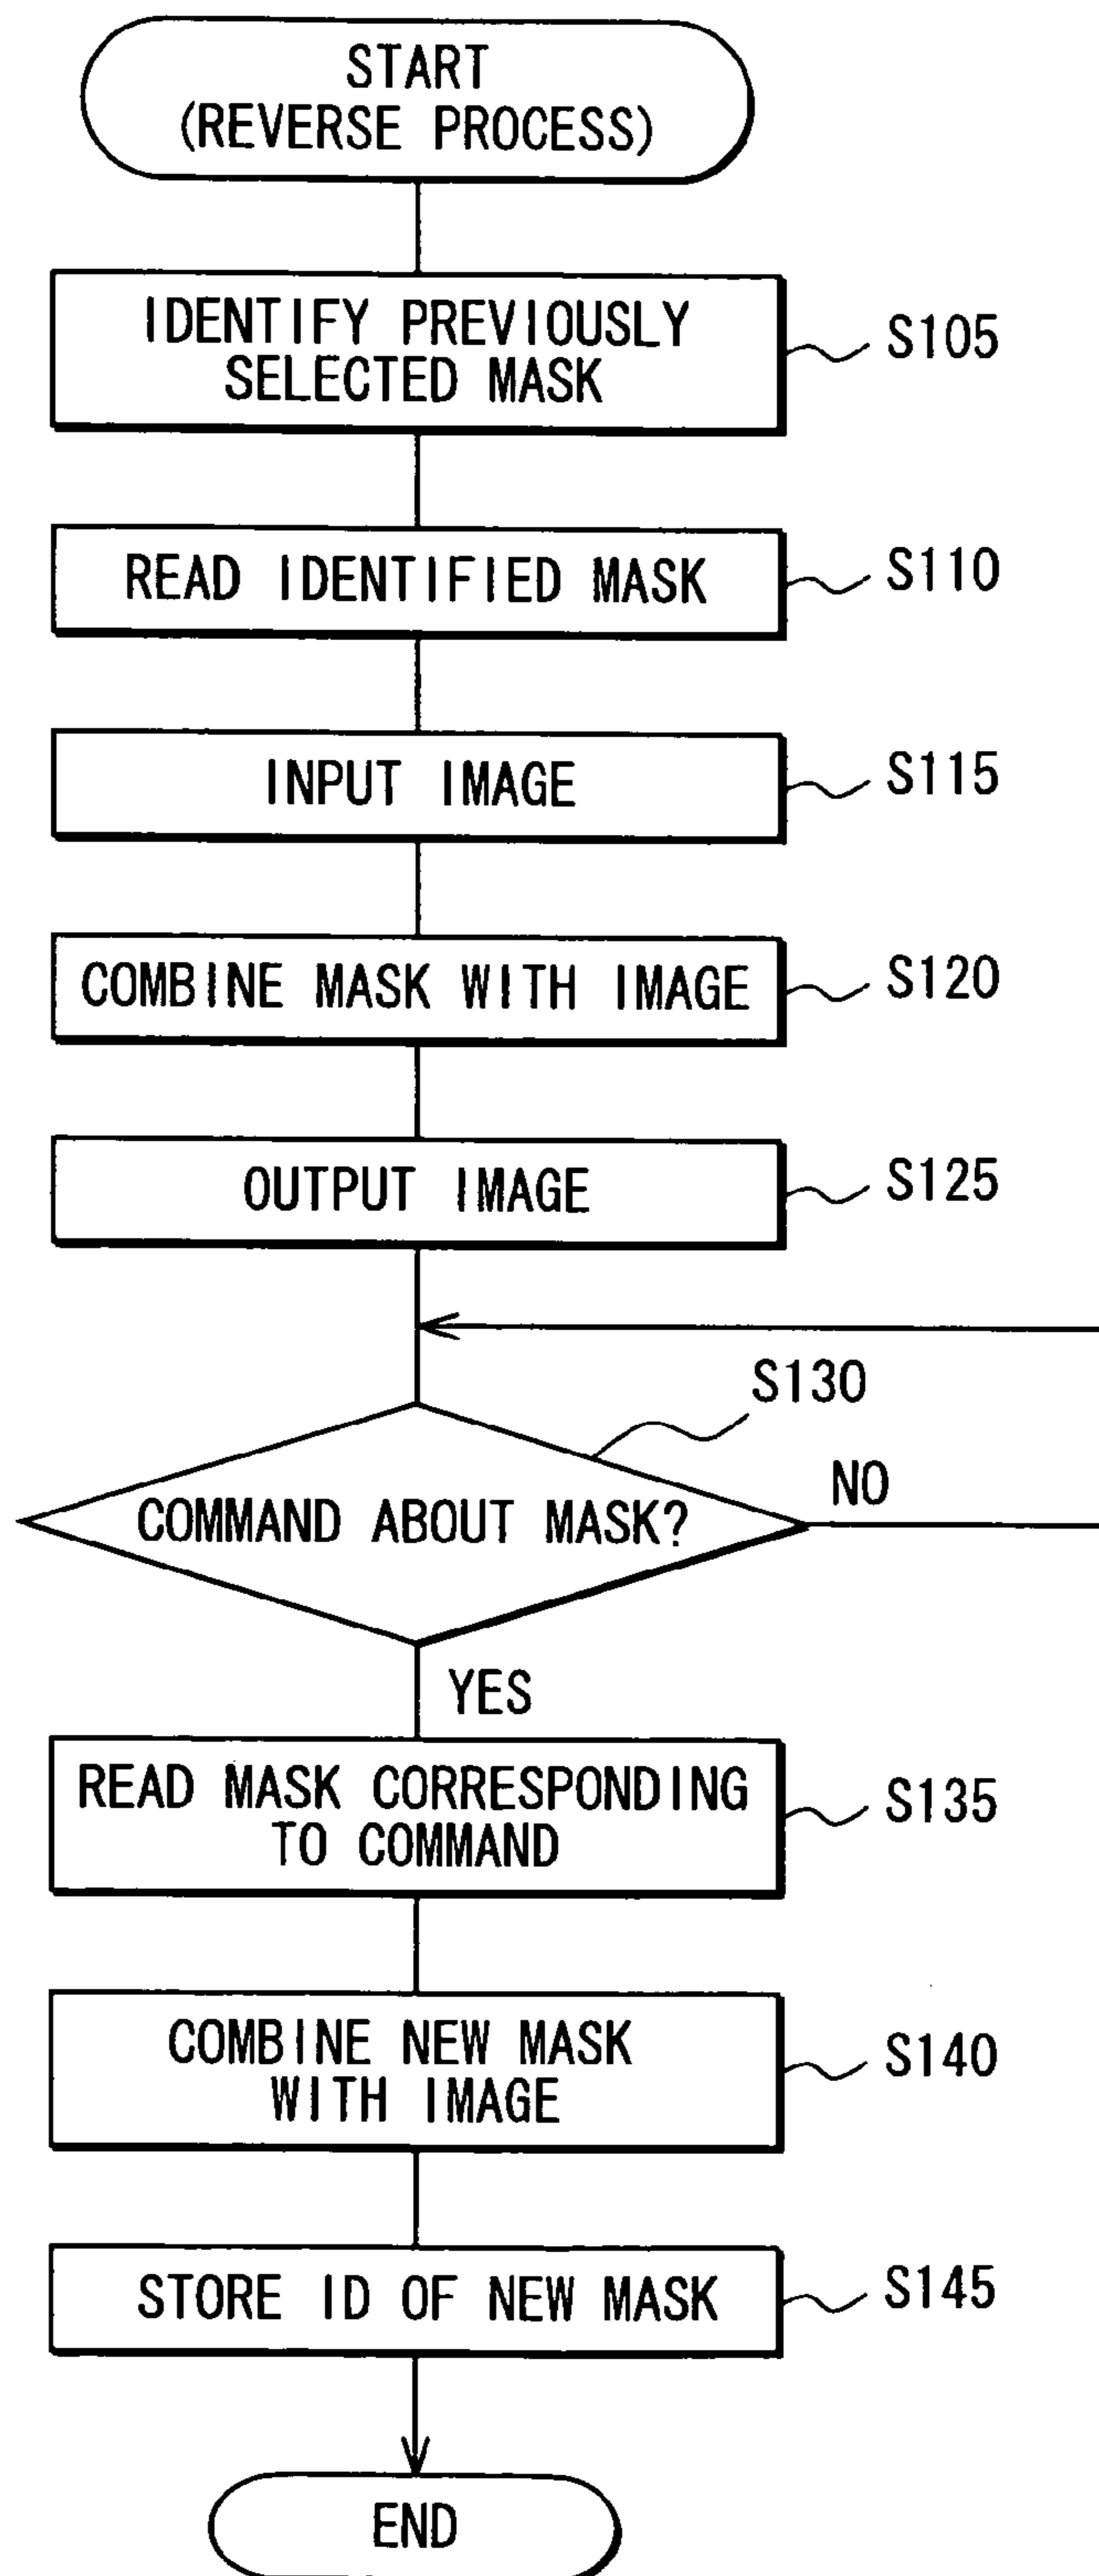 START
(REVERSE PROCESS)
IDENTIFY PREVIOUSLY
SELECTED MASK
S105
READ IDENTIFIED MASK
S110
INPUT IMAGE
S115
COMBINE MASK WITH IMAGE
S120
OUTPUT IMAGE
S125
S130
COMMAND ABOUT MASK?
NO
YES
READ MASK CORRESPONDING
TO COMMAND
S135
COMBINE NEW MASK
WITH IMAGE
S140
STORE ID OF NEW MASK
S145
END